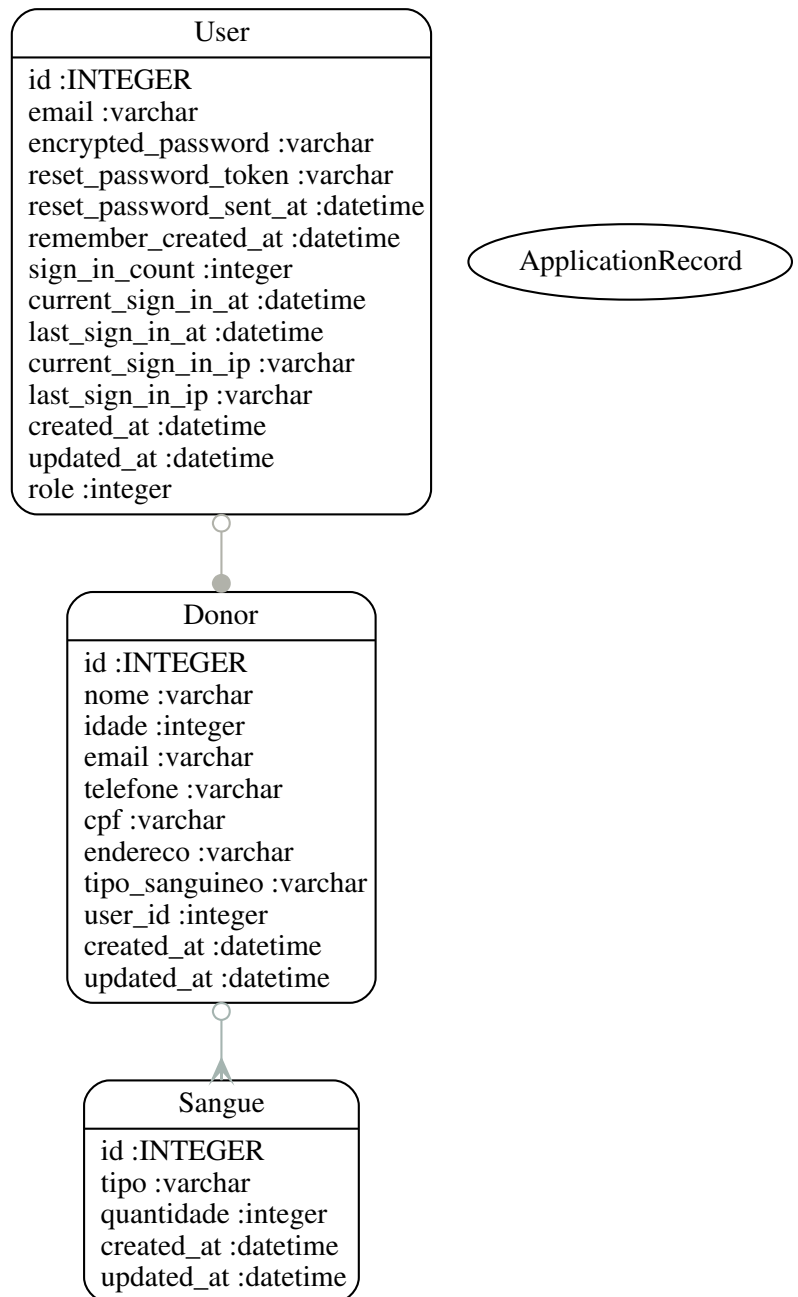 User
id :INTEGER
email :varchar
encrypted_password :varchar
reset_password_token :varchar
reset_password_sent_at :datetime
remember_created_at :datetime
sign_in_count :integer
current_sign_in_at :datetime
last_sign_in_at :datetime
current_sign_in_ip :varchar
last_sign_in_ip :varchar
created_at :datetime
updated_at :datetime
role :integer
ApplicationRecord
Donor
id :INTEGER
nome :varchar
idade :integer
email :varchar
telefone :varchar
cpf :varchar
endereco :varchar
tipo_sanguineo :varchar
user_id :integer
created_at :datetime
updated_at :datetime
Sangue
id :INTEGER
tipo :varchar
quantidade :integer
created_at :datetime
updated_at :datetime